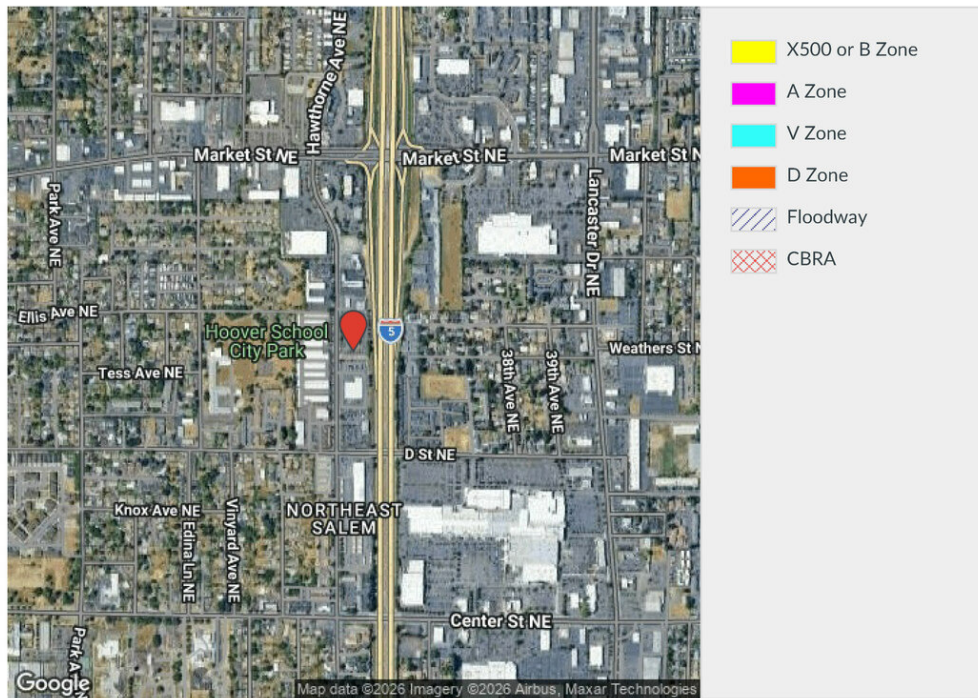 Hawthorne Ave NE
Market St NE
Market St NE
Market St N
Park Ave NE
Lancaster Dr NE
Ellis Ave NE
Hoover School
City Park
5
Weathers St N
Tess Ave NE
38th Ave NE
39th Ave NE
D St NE
Knox Ave NE
Edina Ln NE
Vinyard Ave NE
NORTHEAST
SALEM
Center St NE
Park A
Google
Map data ©2026 Imagery ©2026 Airbus, Maxar Technologies
X500 or B Zone
A Zone
V Zone
D Zone
Floodway
CBRA